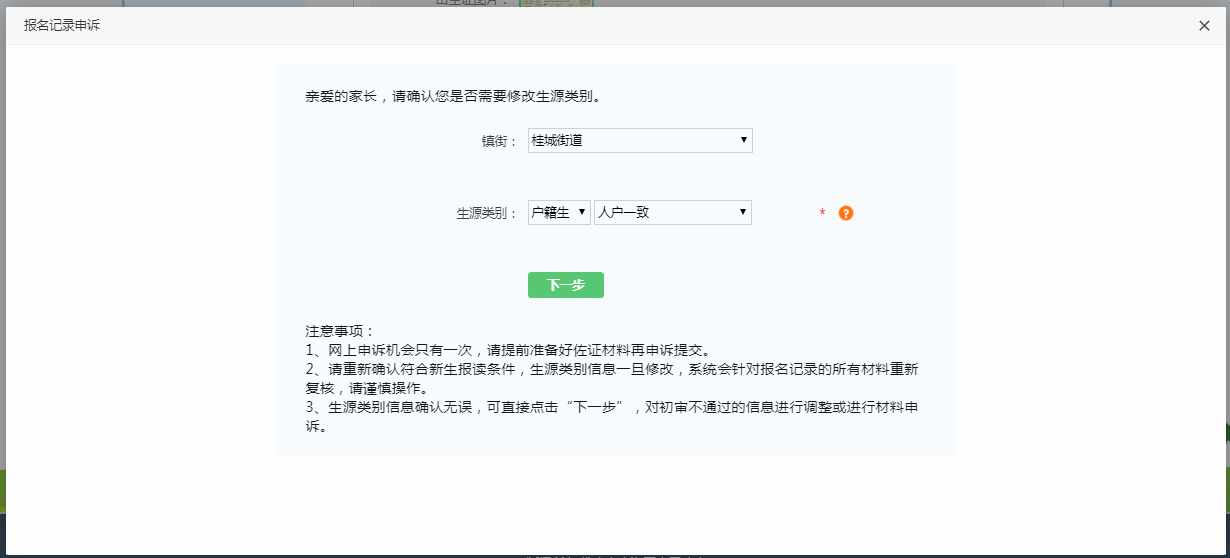 出生证图片：
报名记录申诉
亲爱的家长，请确认您是否需要修改生源类别。
镇街： 桂城街道
生源类别： 户籍生 人户一致 * ?
下一步
注意事项：
1、网上申诉机会只有一次，请提前准备好佐证材料再申诉提交。
2、请重新确认符合新生报读条件，生源类别信息一旦修改，系统会针对报名记录的所有材料重新
复核，请谨慎操作。
3、生源类别信息确认无误，可直接点击“下一步”，对初审不通过的信息进行调整或进行材料申
诉。